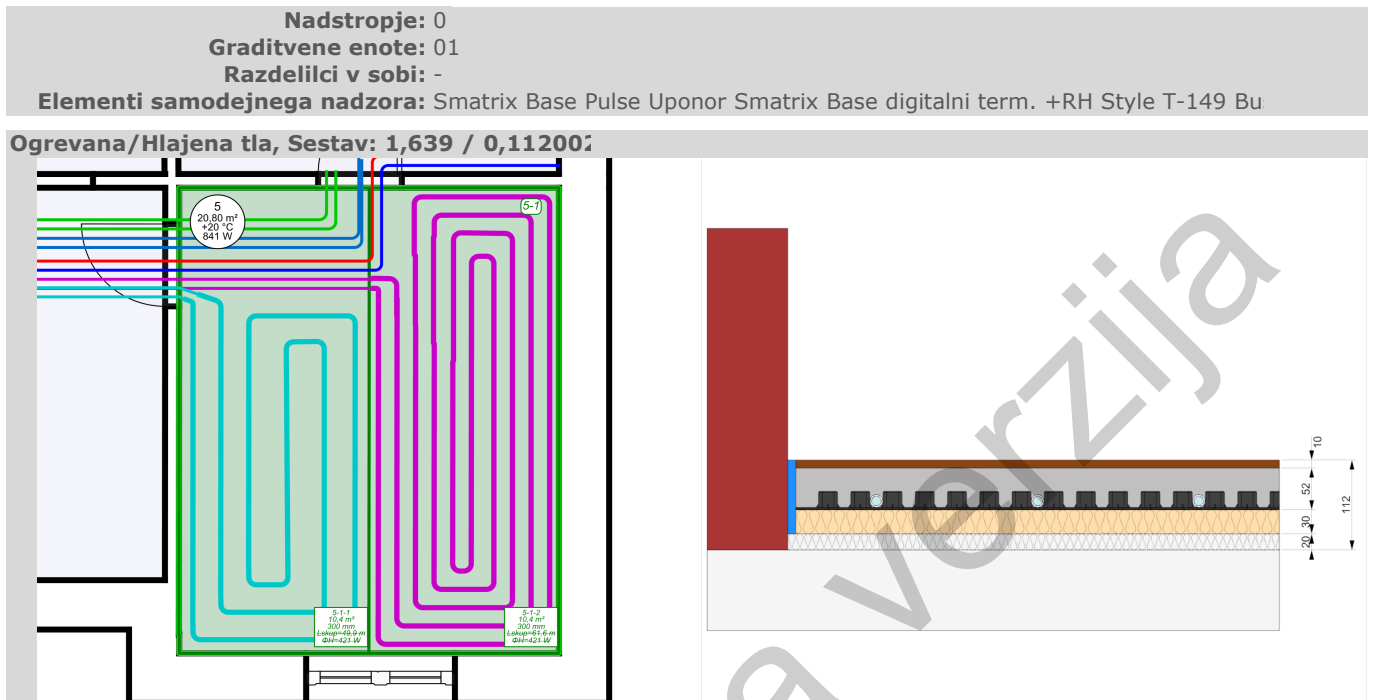 Nadstropje: 0
Graditvene enote: 01
Razdelilci v sobi: -
Elementi samodejnega nadzora: Smatrix Base Pulse Uponor Smatrix Base digitalni term. +RH Style T-149 Bu
Ogrevana/Hlajena tla, Sestav: 1,639 / 0,112002
5
20,80 m²
+20 °C
841 W
5-1
5-1-1
10,4 m²
300 mm
Lskup=49,9 m
ΦH=421 W
5-1-2
10,4 m²
300 mm
Lskup=61,6 m
ΦH=421 W
10
52
30
20
112
a verzija